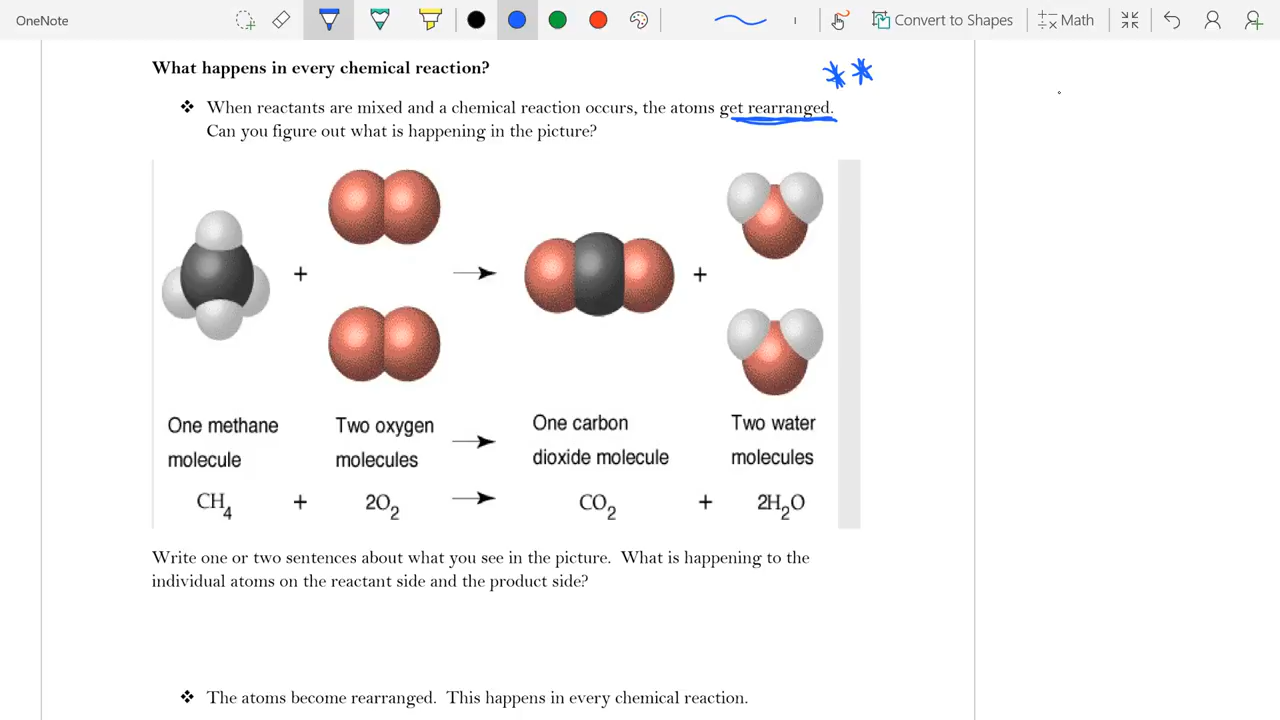 OneNote
Convert to Shapes
Math
What happens in every chemical reaction?
❖ When reactants are mixed and a chemical reaction occurs, the atoms get rearranged.
Can you figure out what is happening in the picture?
+ → +
One methane Two oxygen → One carbon Two water
molecule molecules dioxide molecule molecules
CH₄ + 2O₂ → CO₂ + 2H₂O
Write one or two sentences about what you see in the picture. What is happening to the
individual atoms on the reactant side and the product side?
❖ The atoms become rearranged. This happens in every chemical reaction.